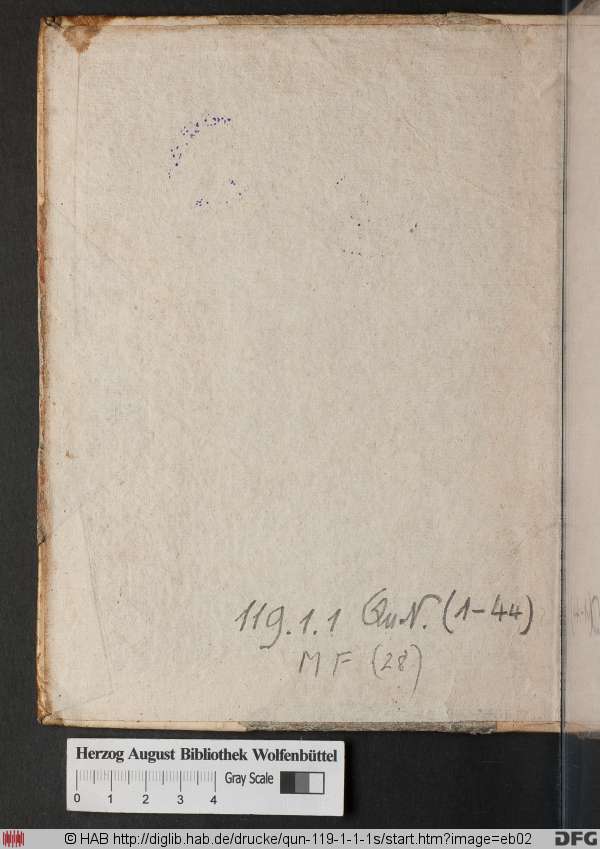 119.1.1 QuN. (1-44)
MF (28)
Herzog August Bibliothek Wolfenbüttel
Gray Scale
0 1 2 3 4
© HAB http://diglib.hab.de/drucke/qun-119-1-1-1s/start.htm?image=eb02
DFG